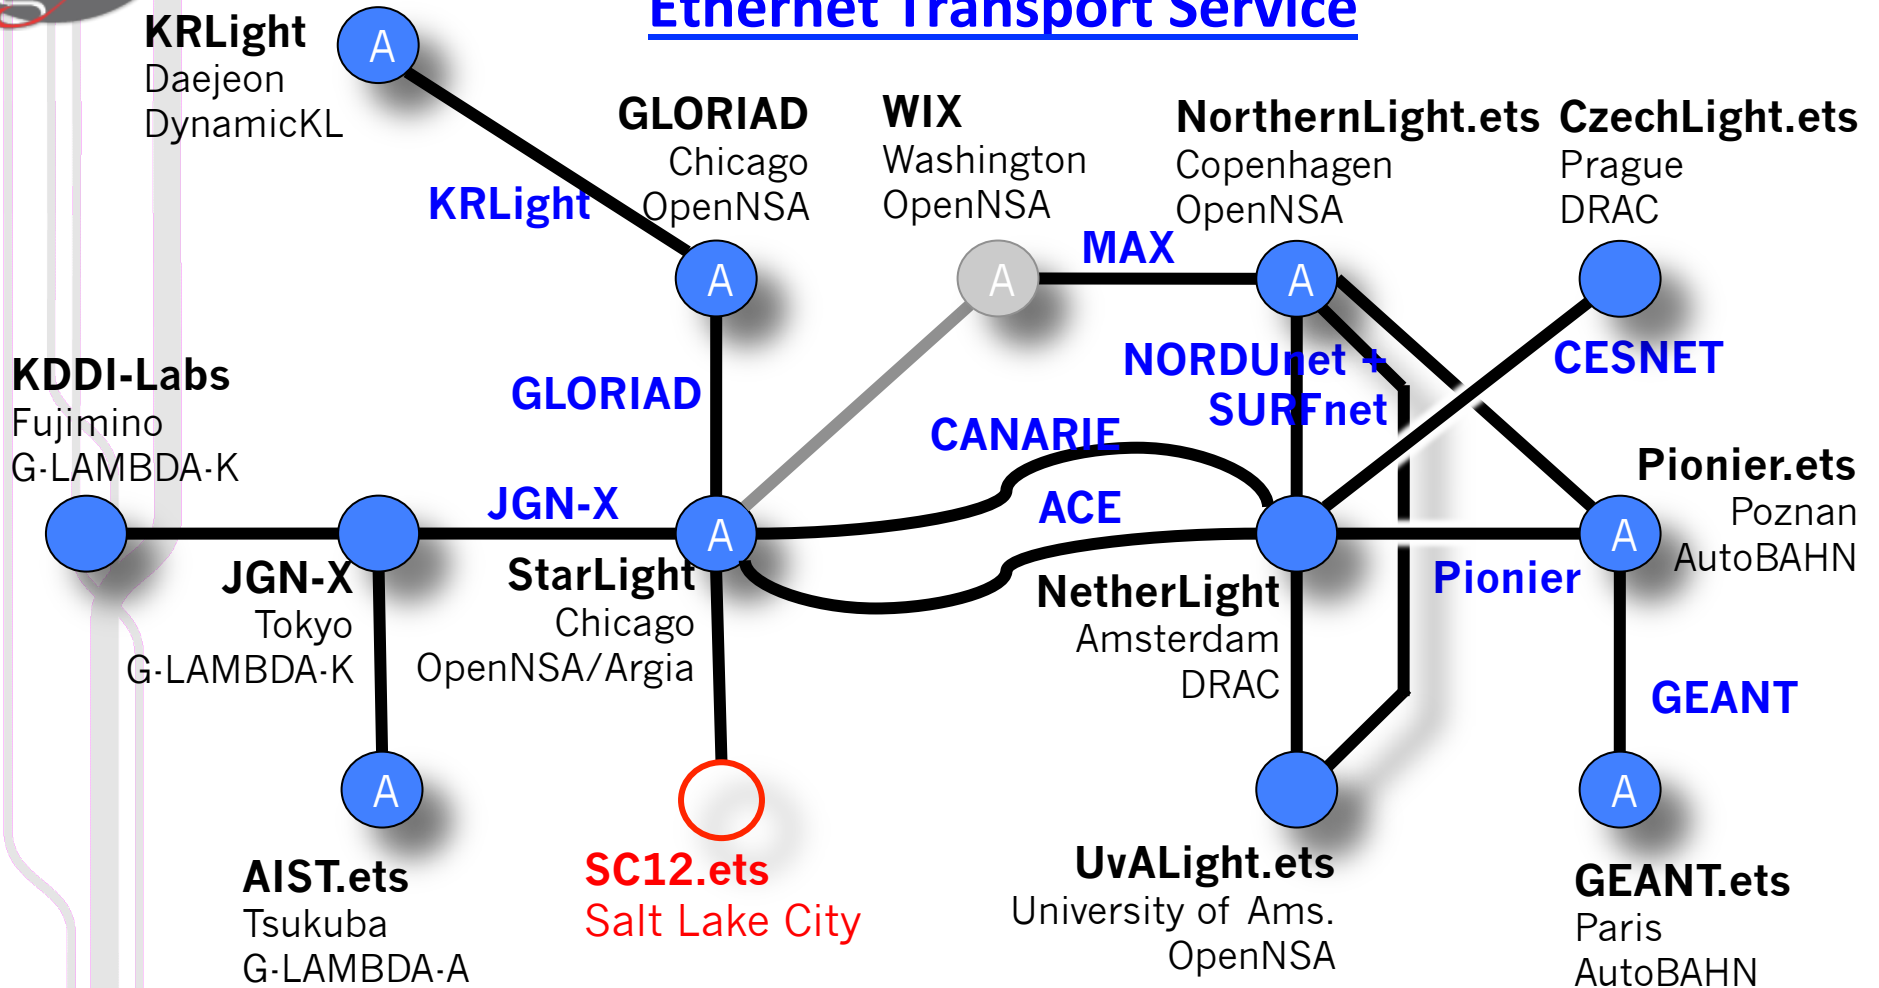 Ethernet Transport Service
KRLight
Daejeon
DynamicKL
A
KRLight
GLORIAD
Chicago
OpenNSA
A
WIX
Washington
OpenNSA
A
MAX
NorthernLight.ets
Copenhagen
OpenNSA
A
CzechLight.ets
Prague
DRAC
CESNET
NORDUnet +
SURFnet
GLORIAD
KDDI-Labs
Fujimino
G-LAMBDA-K
JGN-X
CANARIE
ACE
A
Pionier.ets
Poznan
AutoBAHN
A
Pionier
JGN-X
Tokyo
G-LAMBDA-K
StarLight
Chicago
OpenNSA/Argia
NetherLight
Amsterdam
DRAC
GEANT
A
AIST.ets
Tsukuba
G-LAMBDA-A
SC12.ets
Salt Lake City
UvALight.ets
University of Ams.
OpenNSA
A
GEANT.ets
Paris
AutoBAHN